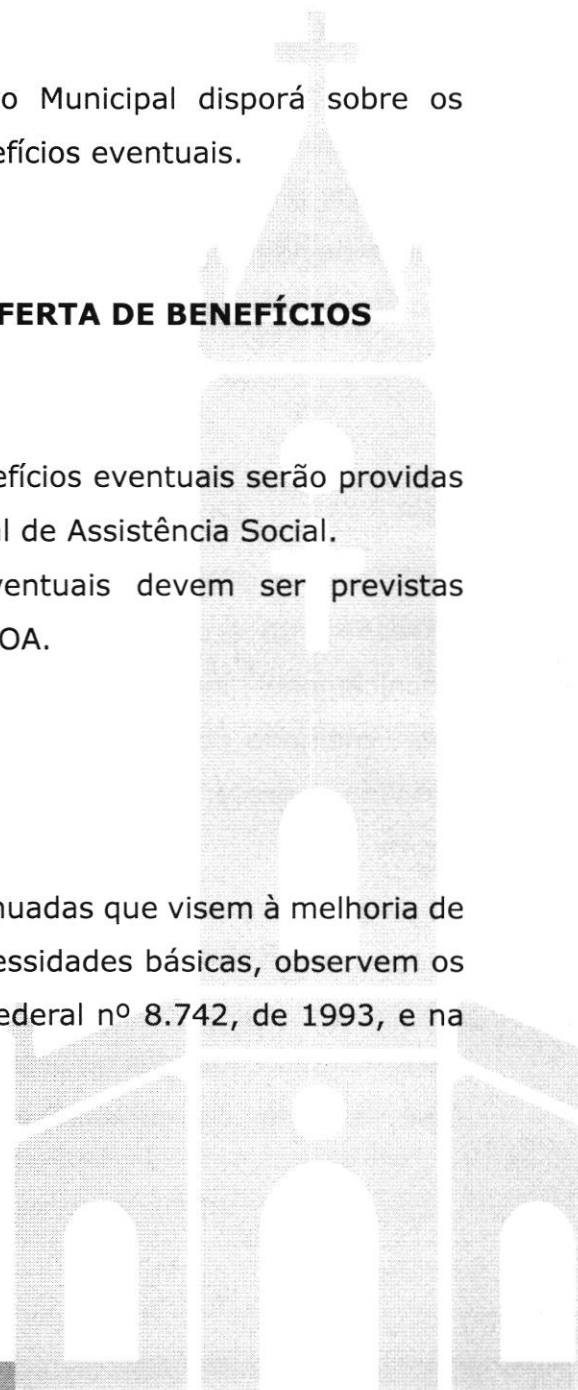 o Municipal disporá sobre os
efícios eventuais.
FERTA DE BENEFÍCIOS
efícios eventuais serão providas
l de Assistência Social.
ventuais devem ser previstas
OA.
nuadas que visem à melhoria de
essidades básicas, observem os
ederal nº 8.742, de 1993, e na